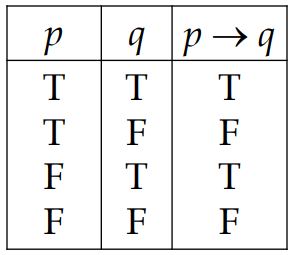 p q p → q
T T T
T F F
F T T
F F F